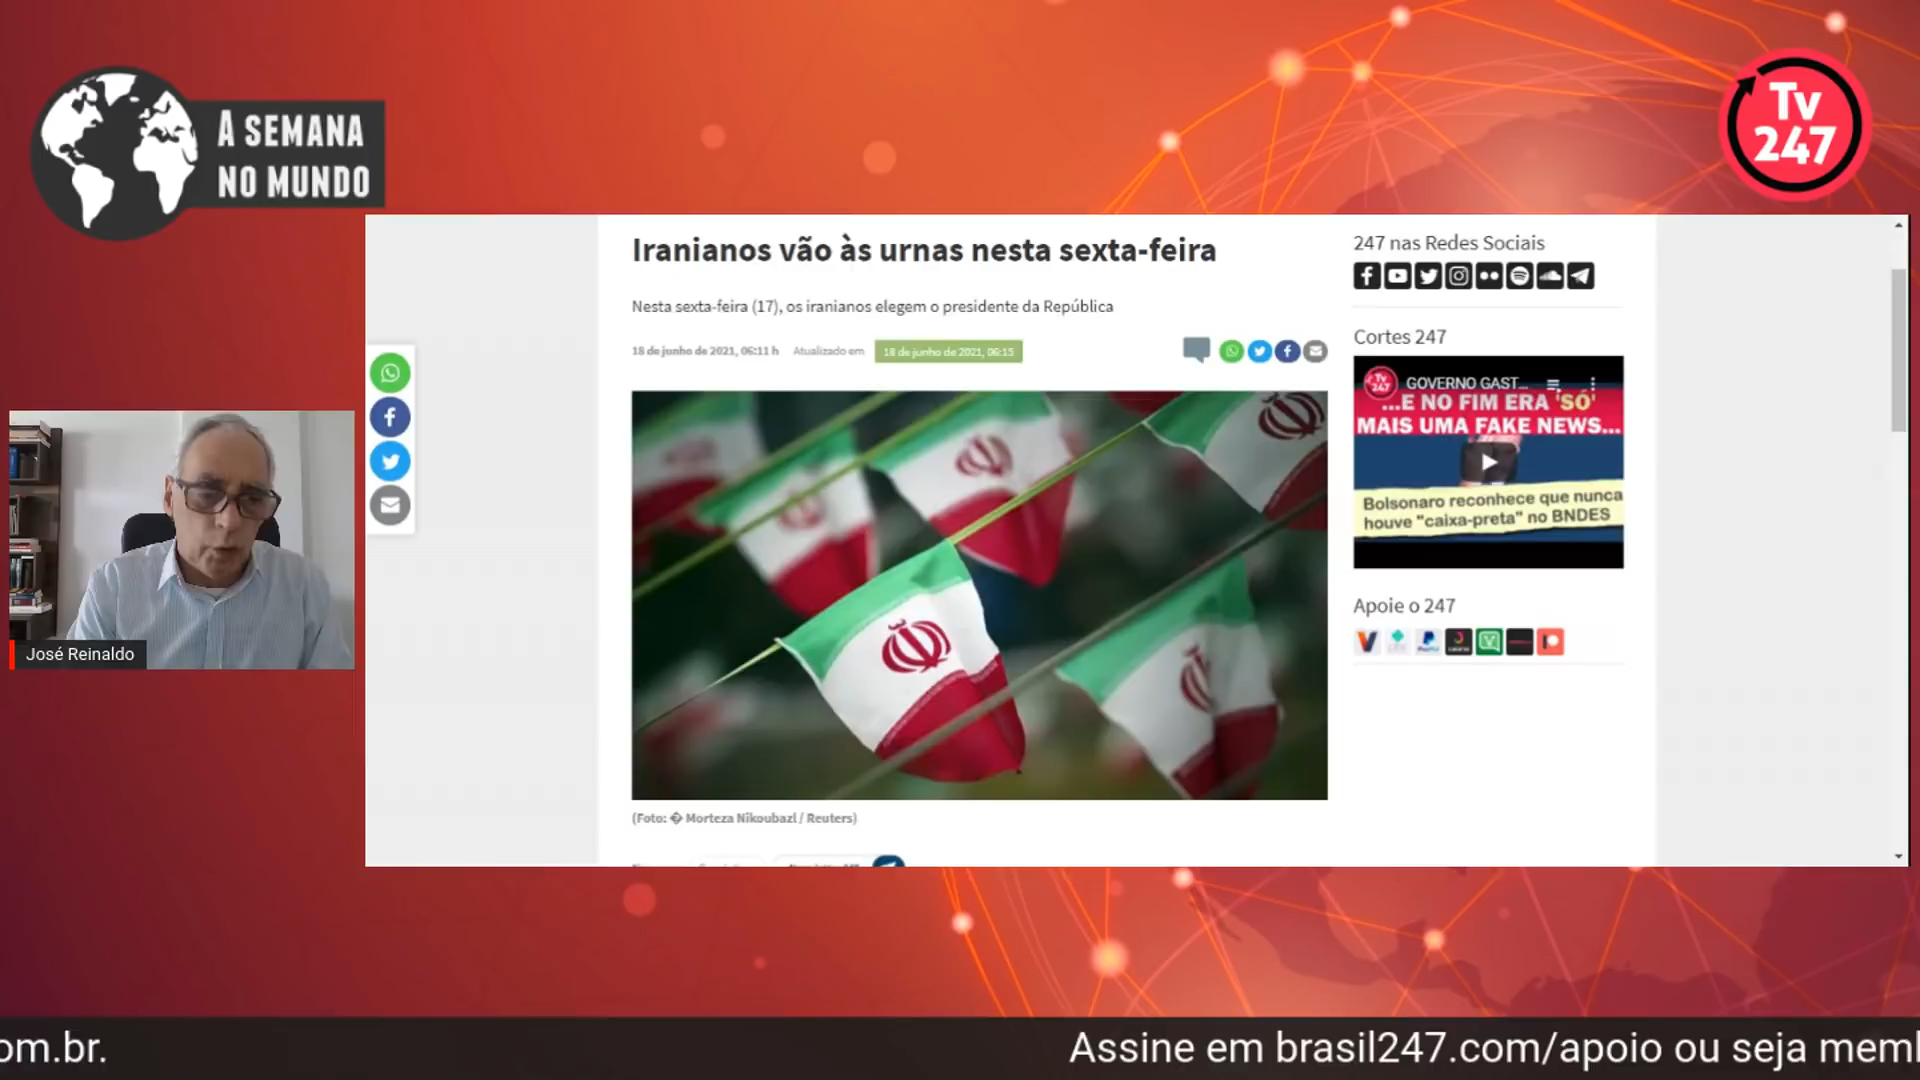 A SEMANA
NO MUNDO
Tv
247
Iranianos vão às urnas nesta sexta-feira
Nesta sexta-feira (17), os iranianos elegem o presidente da República
18 de junho de 2021, 06:11 h Atualizado em 18 de junho de 2021, 06:15
(Foto: � Morteza Nikoubazl / Reuters)
247 nas Redes Sociais
Cortes 247
Tv
247
GOVERNO GAST...
...E NO FIM ERA 'SÓ'
MAIS UMA FAKE NEWS...
Bolsonaro reconhece que nunca
houve "caixa-preta" no BNDES
Apoie o 247
José Reinaldo
om.br.
Assine em brasil247.com/apoio ou seja mem